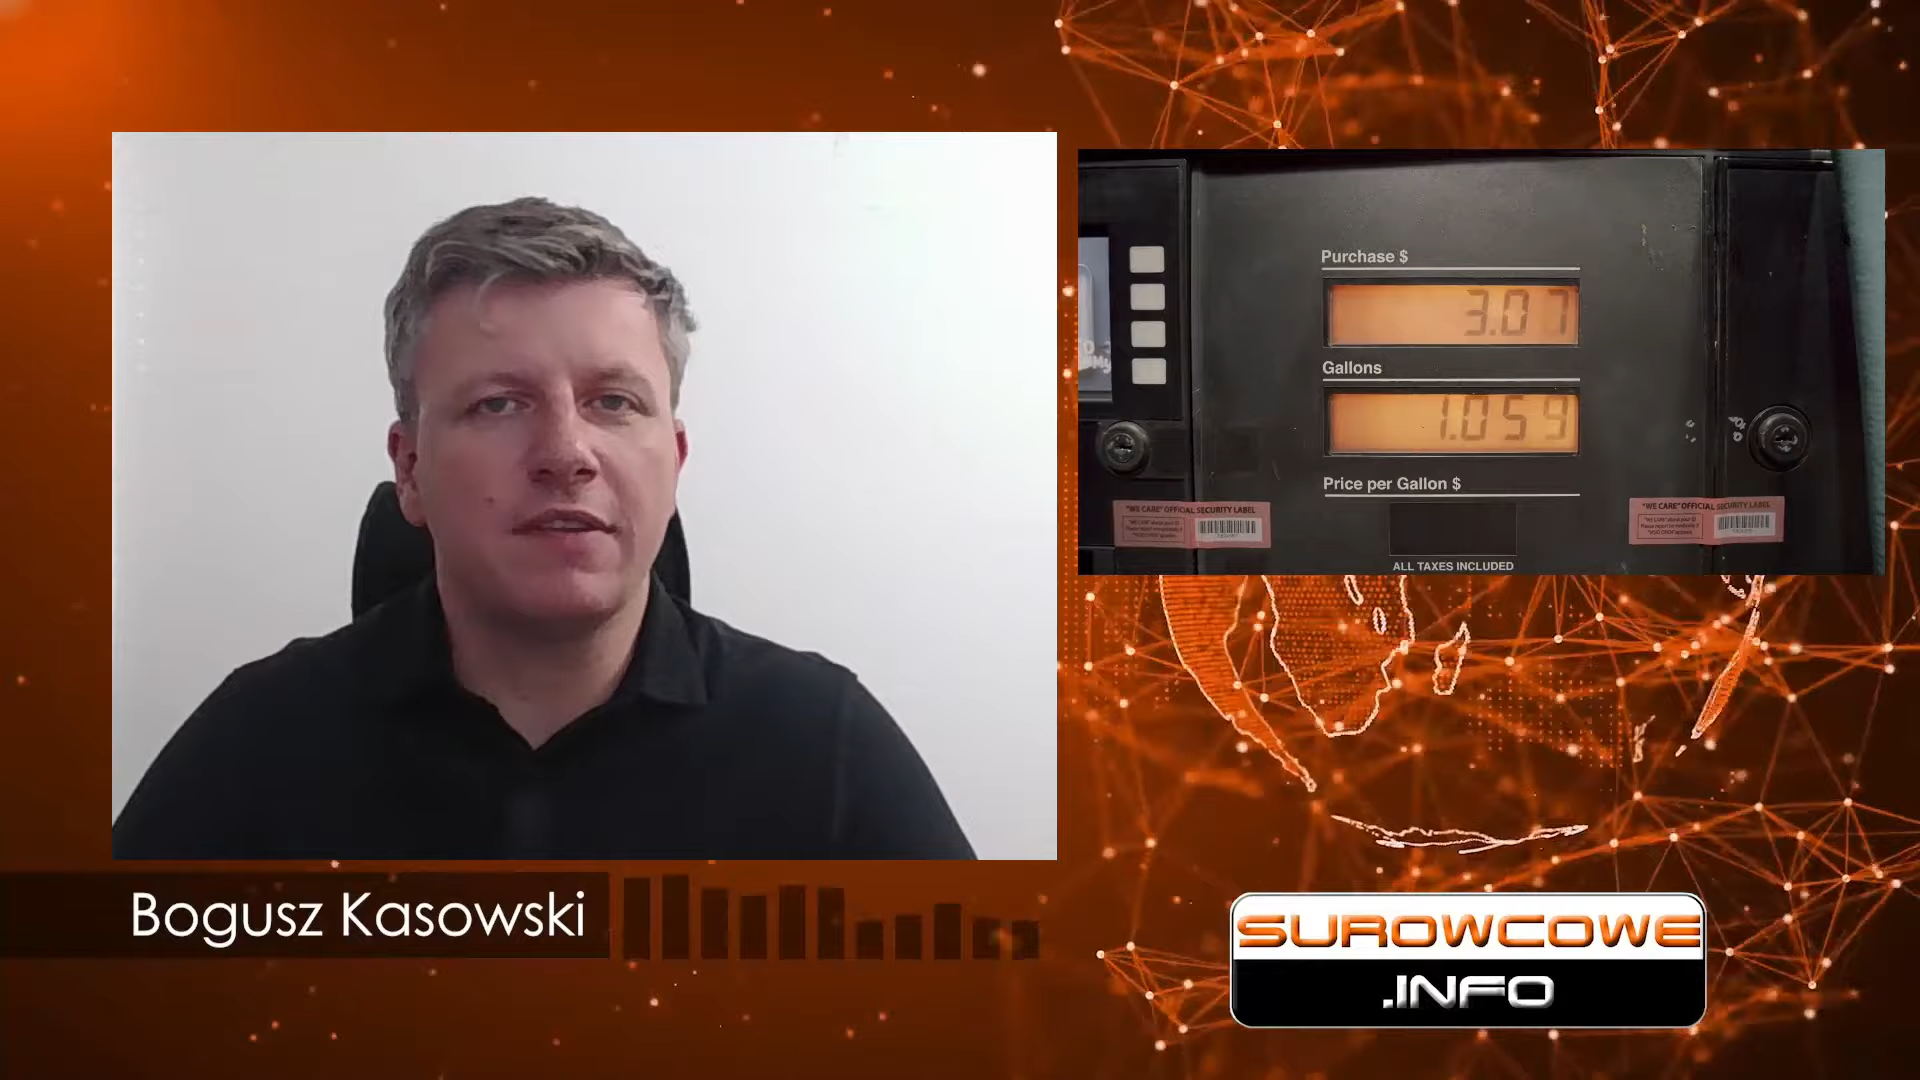 Purchase $
3.07
Gallons
1.059
Price per Gallon $
"WE CARE" OFFICIAL SECURITY LABEL
"WE CARE" OFFICIAL SECURITY LABEL
ALL TAXES INCLUDED
Bogusz Kasowski
SUROWCOWE
.INFO